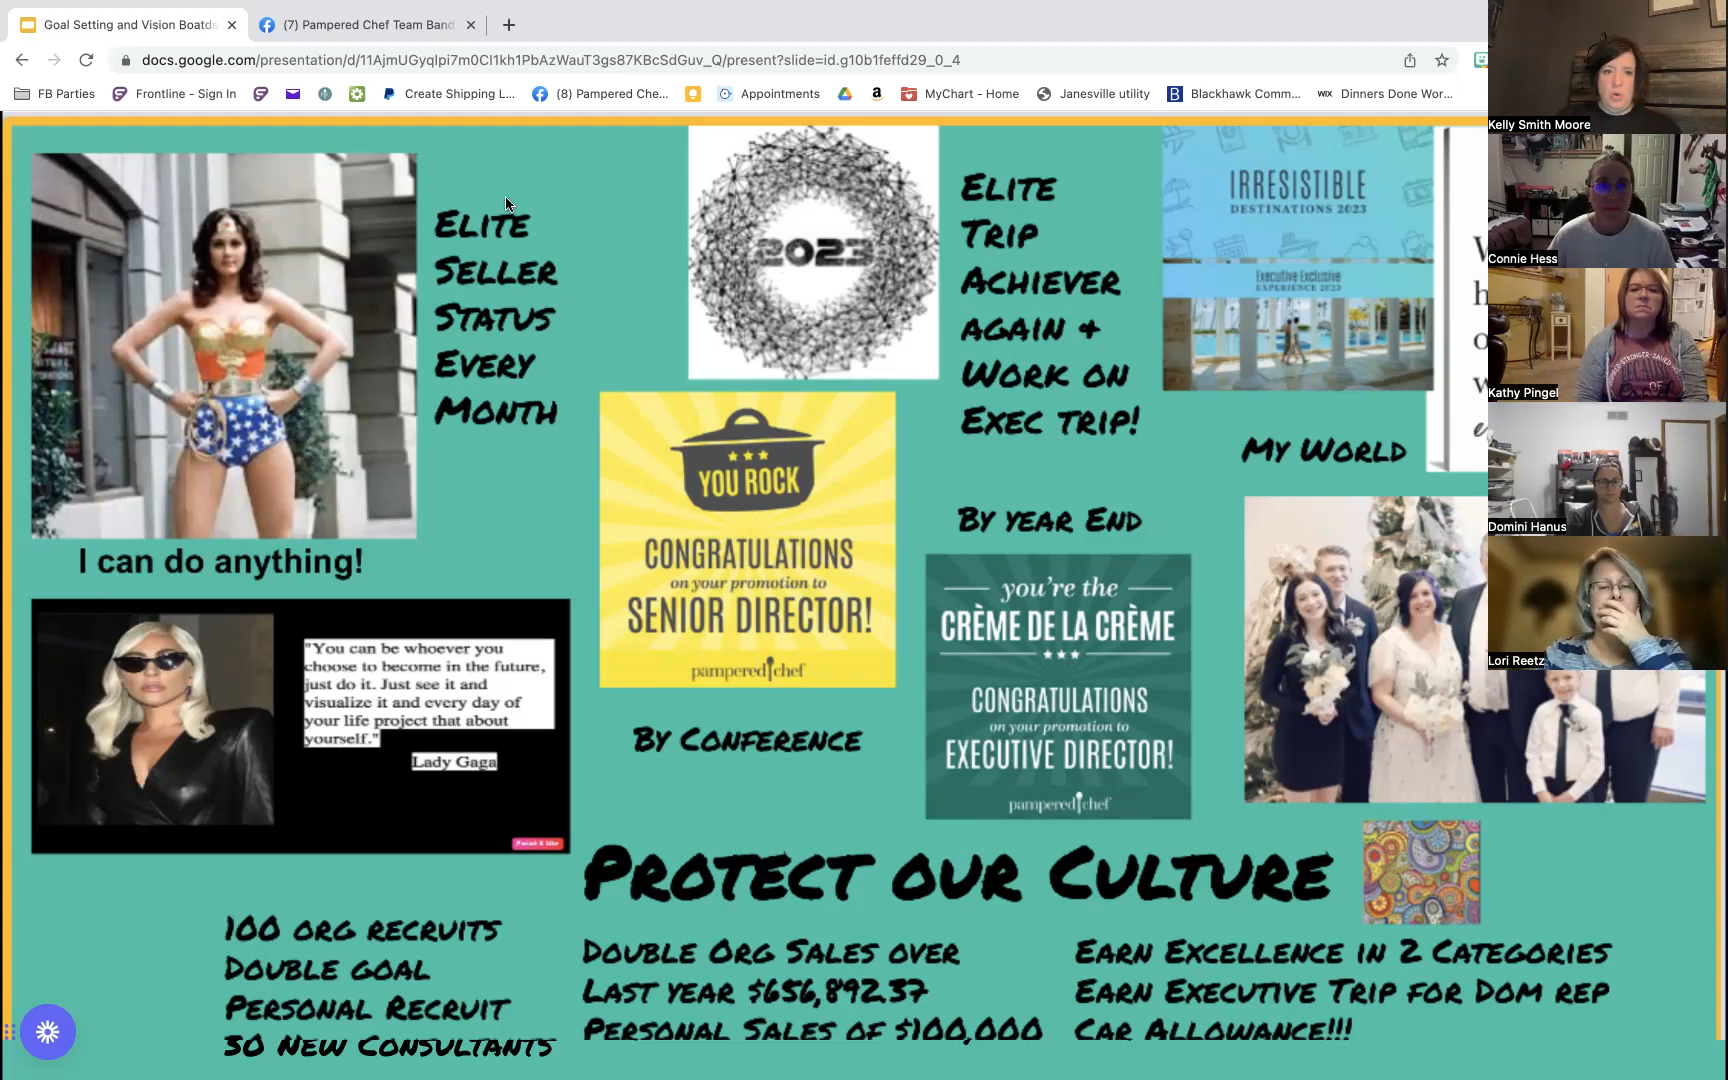 Goal Setting and Vision Boards
(7) Pampered Chef Team Band
docs.google.com/presentation/d/11AjmUGyqIpi7m0CI1kh1PbAzWauT3gs87KBcSdGuv_Q/present?slide=id.g10b1feffd29_0_4
FB Parties
Frontline - Sign In
Create Shipping L...
(8) Pampered Che...
Appointments
MyChart - Home
Janesville utility
Blackhawk Comm...
WIX
Dinners Done Wor...
Elite
Seller
Status
Every
Month
I can do anything!
"You can be whoever you
choose to become in the future,
just do it. Just see it and
visualize it and every day of
your life project that about
yourself."
Lady Gaga
2023
YOU ROCK
CONGRATULATIONS
on your promotion to
SENIOR DIRECTOR!
pampered chef
By Conference
Elite
Trip
Achiever
again &
Work on
Exec trip!
By year End
you're the
CRÈME DE LA CRÈME
CONGRATULATIONS
on your promotion to
EXECUTIVE DIRECTOR!
pampered chef
IRRESISTIBLE
DESTINATIONS 2023
Executive Exclusive
EXPERIENCE 2023
My World
Protect our Culture
100 org recruits
Double goal
Personal Recruit
30 New Consultants
Double Org Sales over
Last year $656,892.37
Personal Sales of $100,000
Earn Excellence in 2 Categories
Earn Executive Trip for Dom rep
Car Allowance!!!
Kelly Smith Moore
Connie Hess
Kathy Pingel
Domini Hanus
Lori Reetz